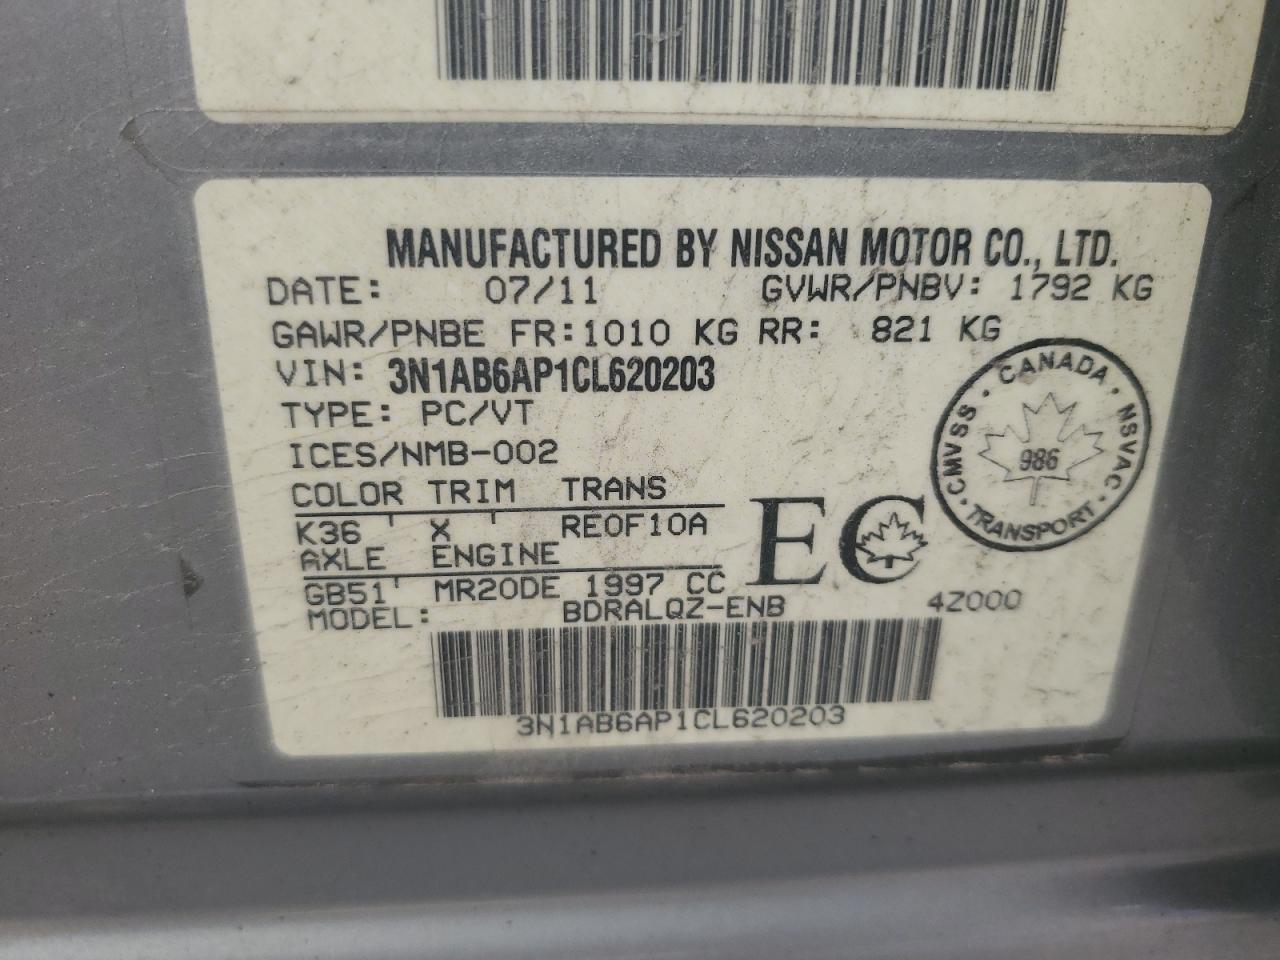 MANUFACTURED BY NISSAN MOTOR CO., LTD.
DATE: 07/11 GVWR/PNBV: 1792 KG
GAWR/PNBE FR:1010 KG RR: 821 KG
VIN: 3N1AB6AP1CL620203
TYPE: PC/VT
ICES/NMB-002
CANADA · NSVAC · TRANSPORT · CMVSS ·
986
COLOR TRIM TRANS
K36 ' X ' RE0F10A
AXLE ENGINE
GB51' MR20DE 1997 CC
EC
MODEL: BDRALQZ-ENB 4Z000
3N1AB6AP1CL620203